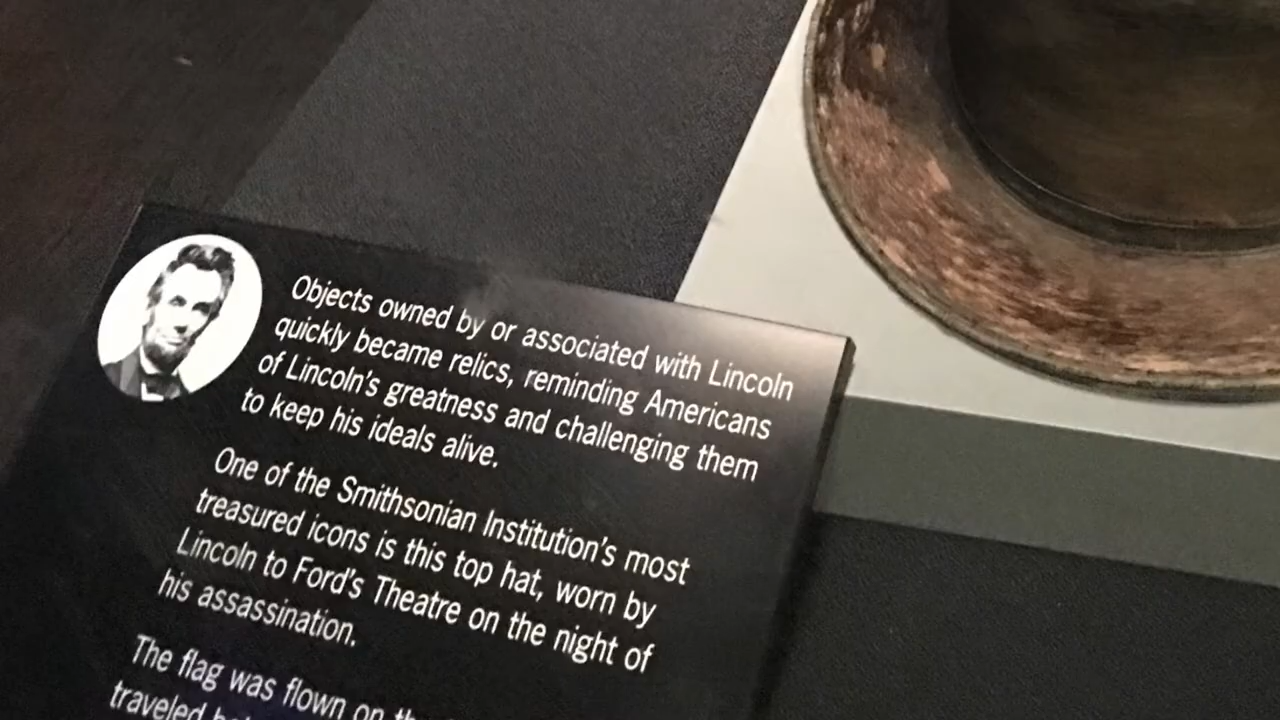 Objects owned by or associated with Lincoln
quickly became relics, reminding Americans
of Lincoln's greatness and challenging them
to keep his ideals alive.
One of the Smithsonian Institution's most
treasured icons is this top hat, worn by
Lincoln to Ford's Theatre on the night of
his assassination.
The flag was flown on
traveled